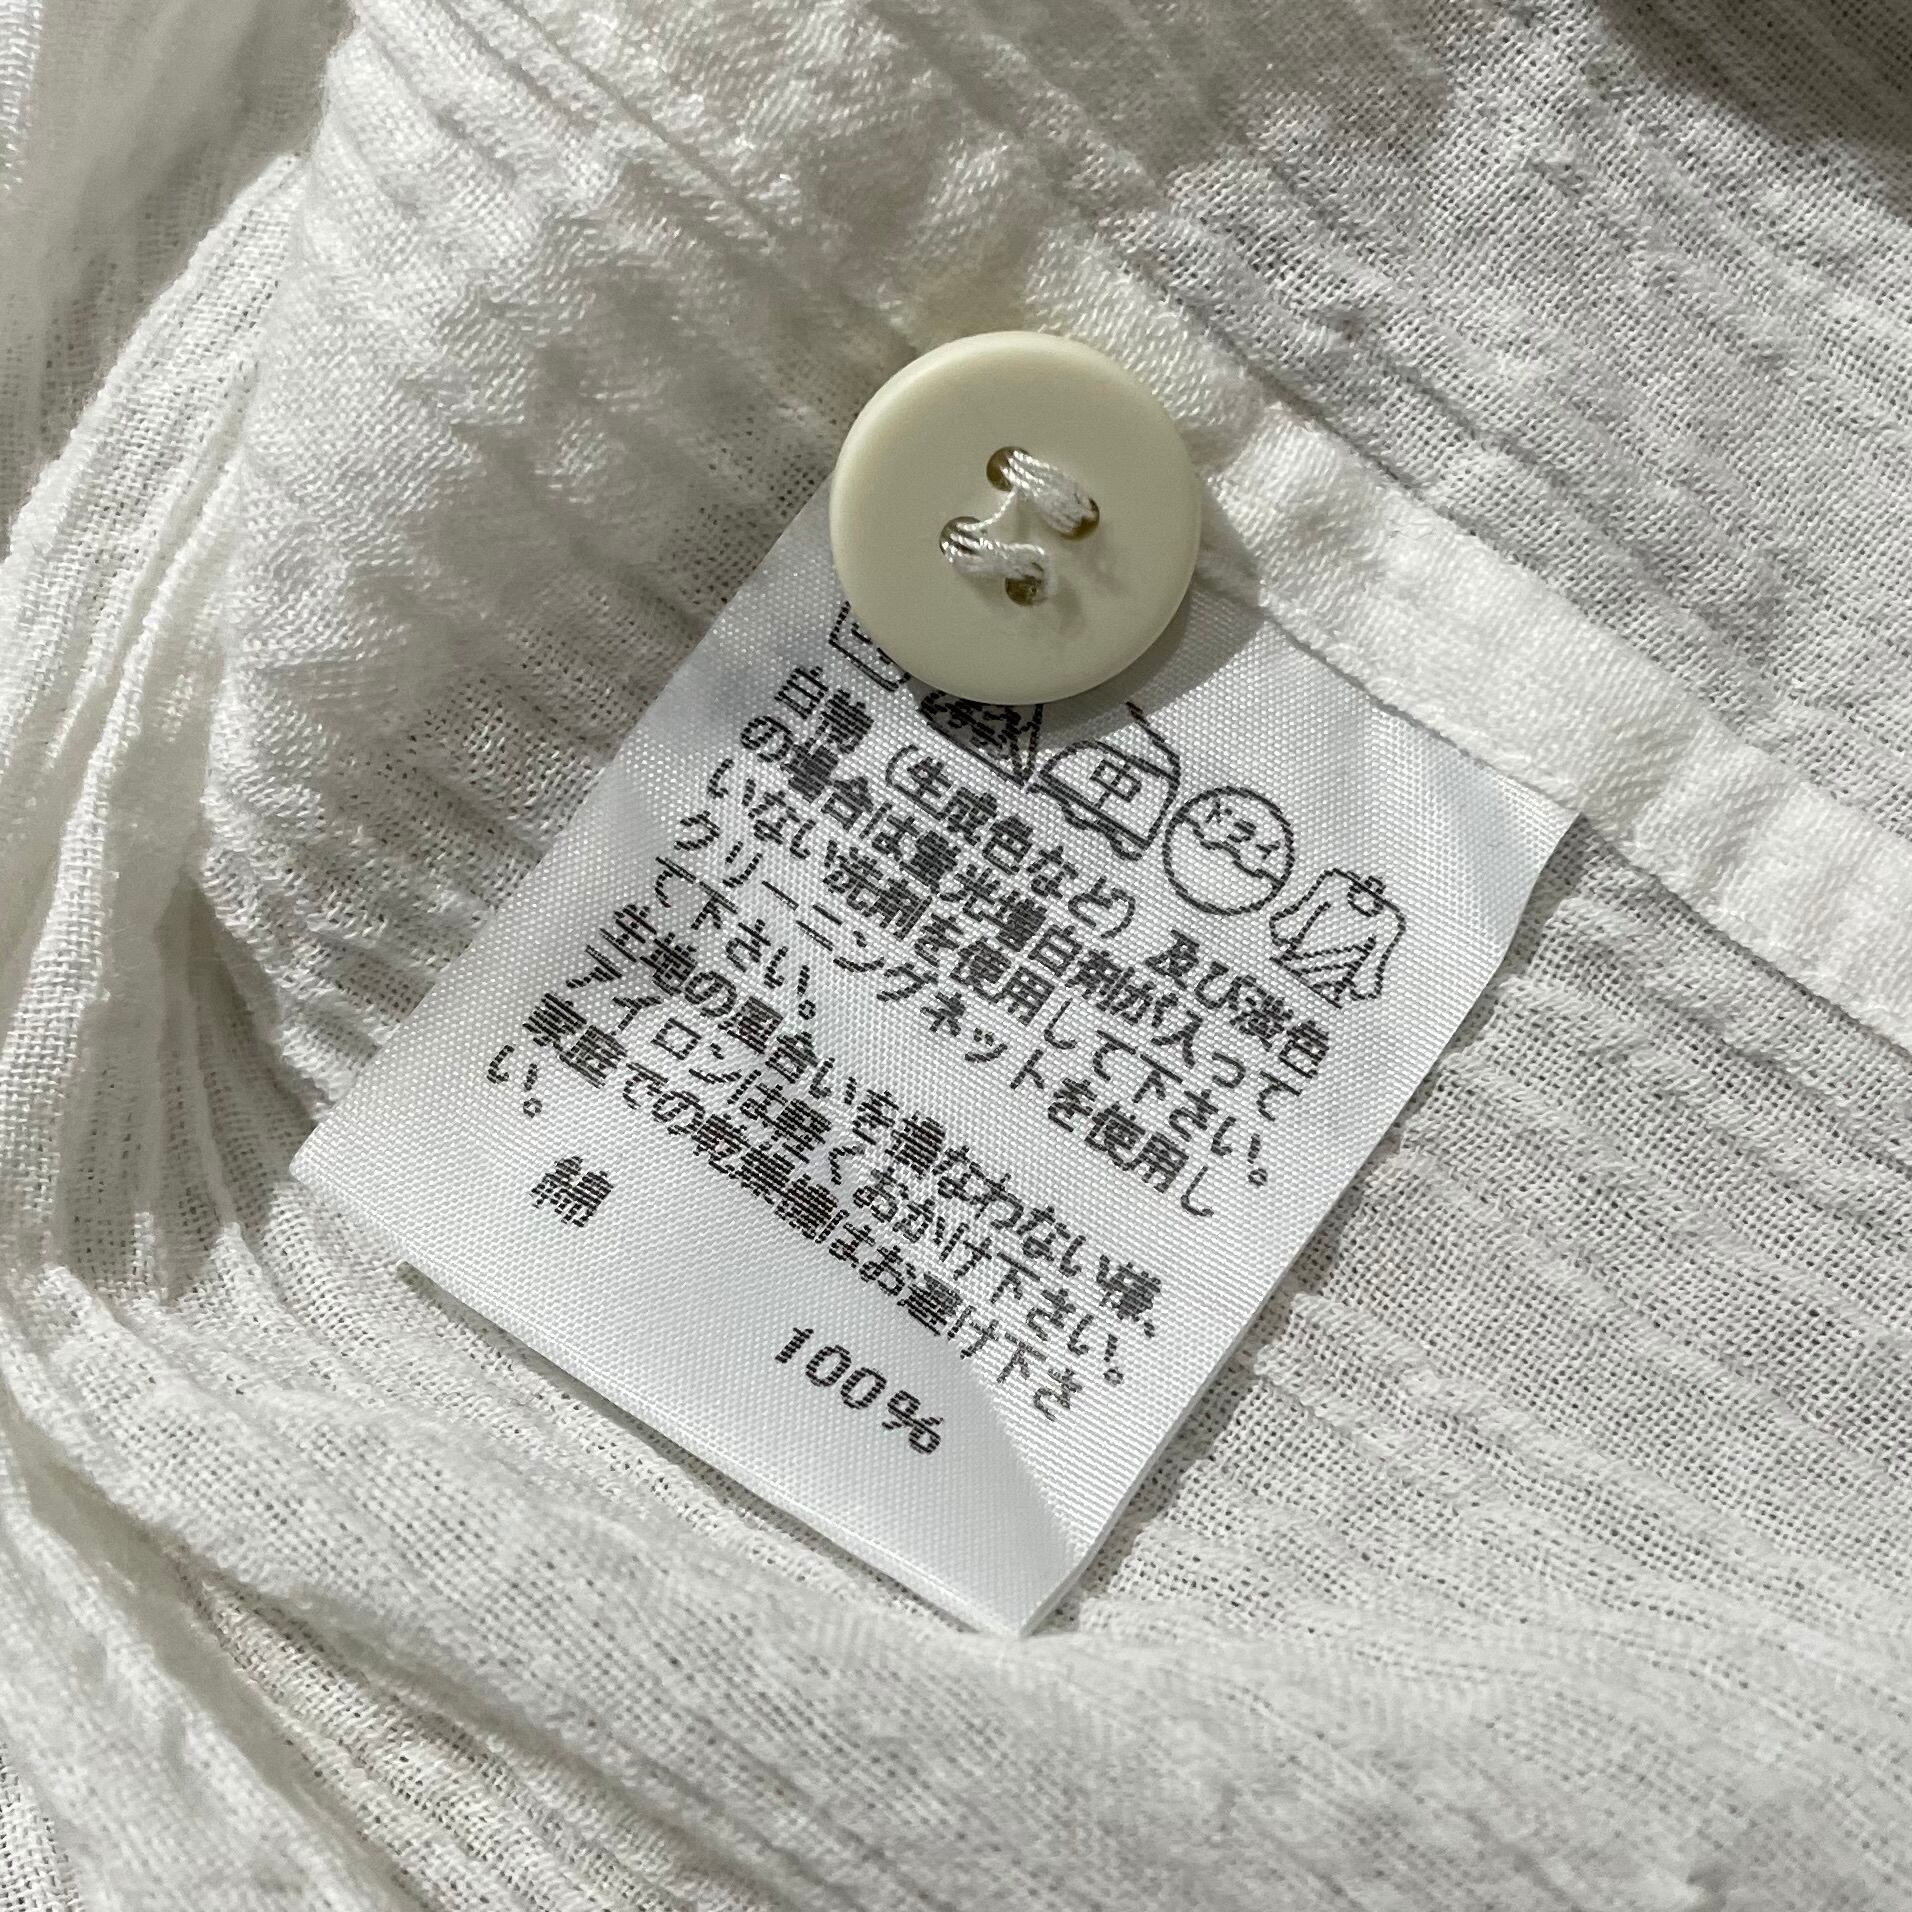 中
ドライ
白物（生成色など）及び淡色
の場合は蛍光増白剤が入って
いない洗剤を使用して下さい。
クリーニングネットを使用し
て下さい。
生地の風合いを損なわない様、
アイロンは軽くおかけ下さい。
家庭での乾燥機はお避け下さ
い。
綿 100%